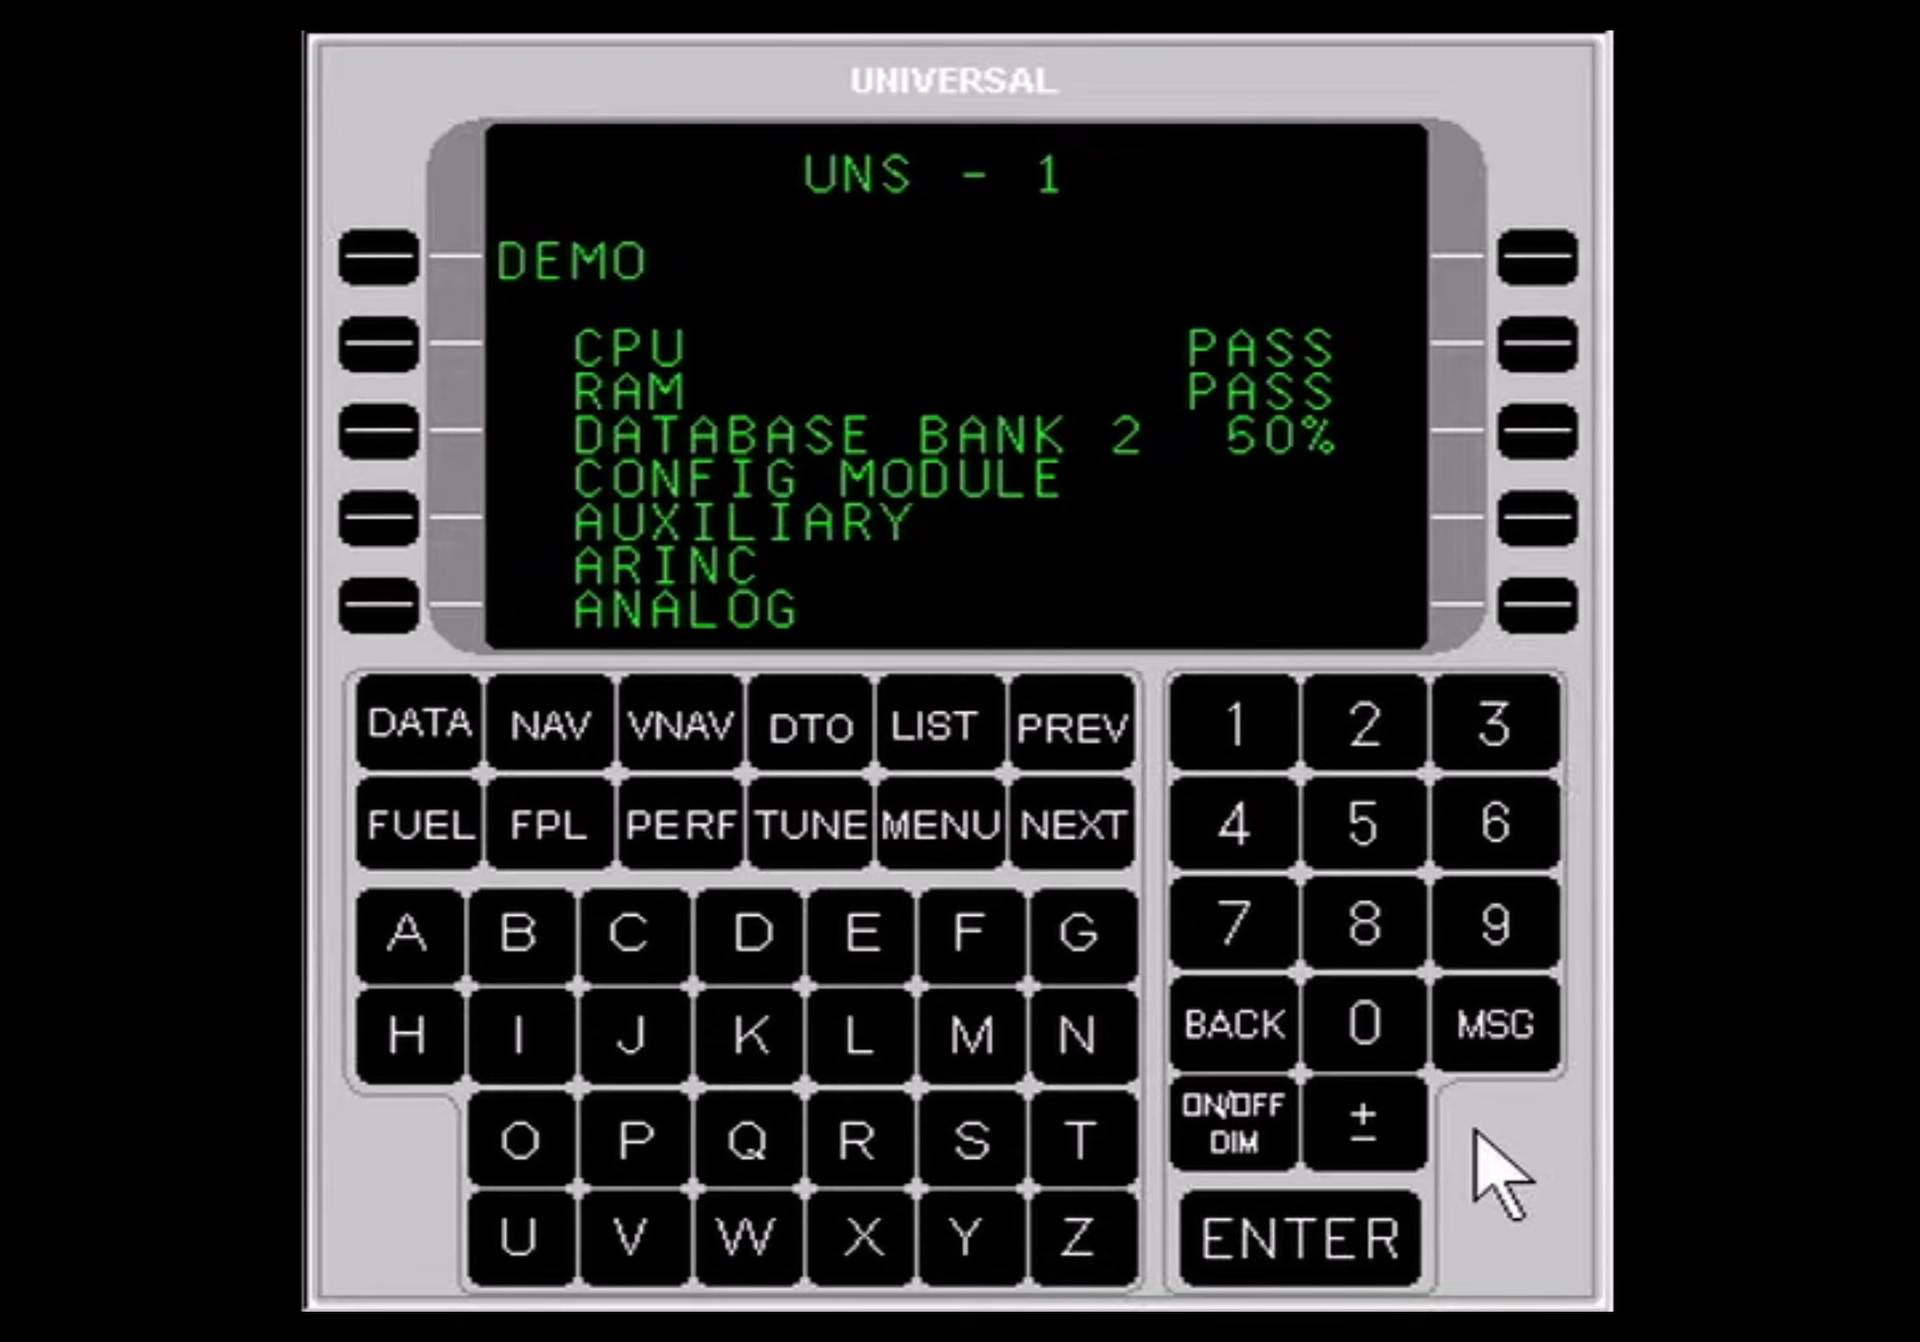 UNIVERSAL
UNS - 1
DEMO
CPU PASS
RAM PASS
DATABASE BANK 2 50%
CONFIG MODULE
AUXILIARY
ARINC
ANALOG
DATA NAV VNAV DTO LIST PREV
FUEL FPL PERF TUNE MENU NEXT
A B C D E F G
H I J K L M N
O P Q R S T
U V W X Y Z
1 2 3
4 5 6
7 8 9
BACK 0 MSG
ON/OFF
DIM ±
ENTER